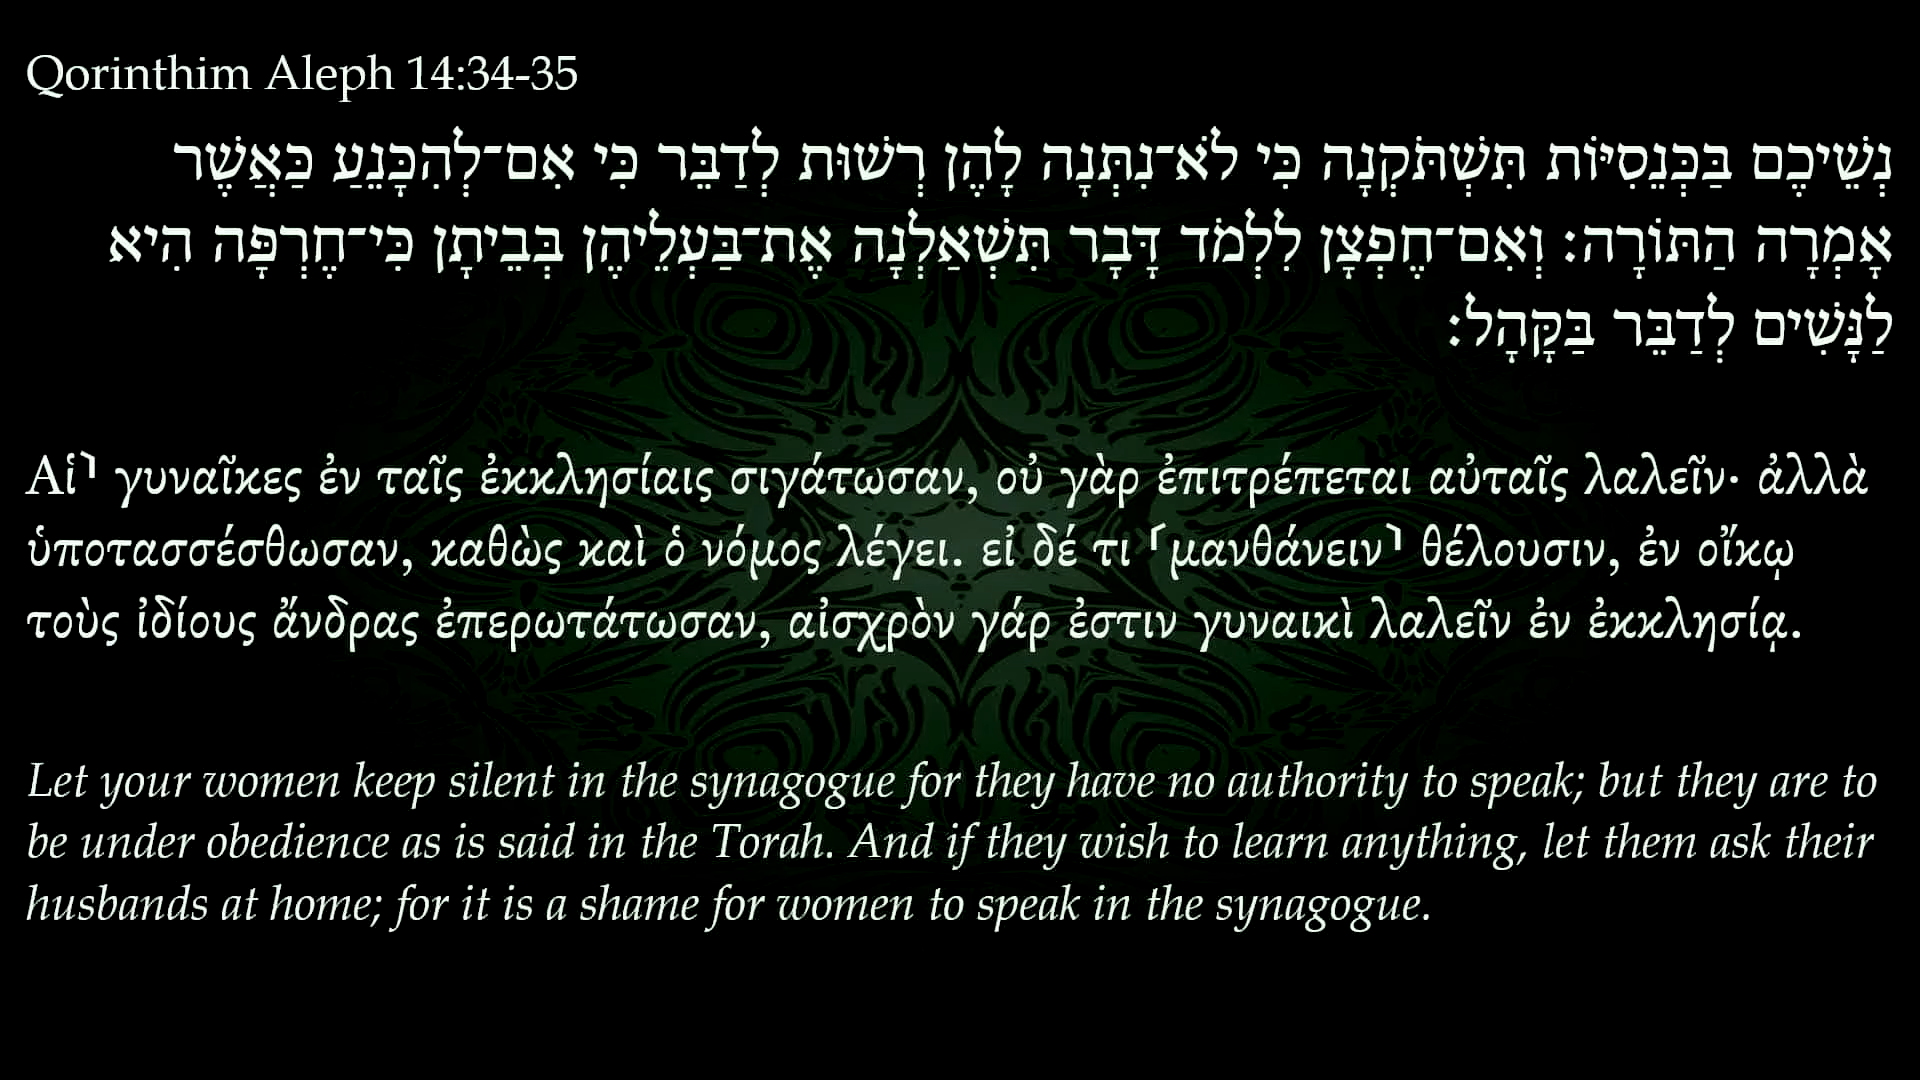 Qorinthim Aleph 14:34-35
נְשֵׁיכֶם בַּכְּנֵסִיּוֹת תִּשְׁתֹּקְנָה כִּי לֹא־נִתְּנָה לָהֶן רְשׁוּת לְדַבֵּר כִּי אִם־לְהִכָּנֵעַ כַּאֲשֶׁר
אָמְרָה הַתּוֹרָה׃ וְאִם־חֶפְצָן לִלְמֹד דָּבָר תִּשְׁאַלְנָה אֶת־בַּעְלֵיהֶן בְּבֵיתָן כִּי־חֶרְפָּה הִיא
לַנָּשִׁים לְדַבֵּר בַּקָּהָל׃
Αἱ⸃ γυναῖκες ἐν ταῖς ἐκκλησίαις σιγάτωσαν, οὐ γὰρ ἐπιτρέπεται αὐταῖς λαλεῖν· ἀλλὰ
ὑποτασσέσθωσαν, καθὼς καὶ ὁ νόμος λέγει. εἰ δέ τι ⸂μανθάνειν⸃ θέλουσιν, ἐν οἴκῳ
τοὺς ἰδίους ἄνδρας ἐπερωτάτωσαν, αἰσχρὸν γάρ ἐστιν γυναικὶ λαλεῖν ἐν ἐκκλησίᾳ.
Let your women keep silent in the synagogue for they have no authority to speak; but they are to
be under obedience as is said in the Torah. And if they wish to learn anything, let them ask their
husbands at home; for it is a shame for women to speak in the synagogue.